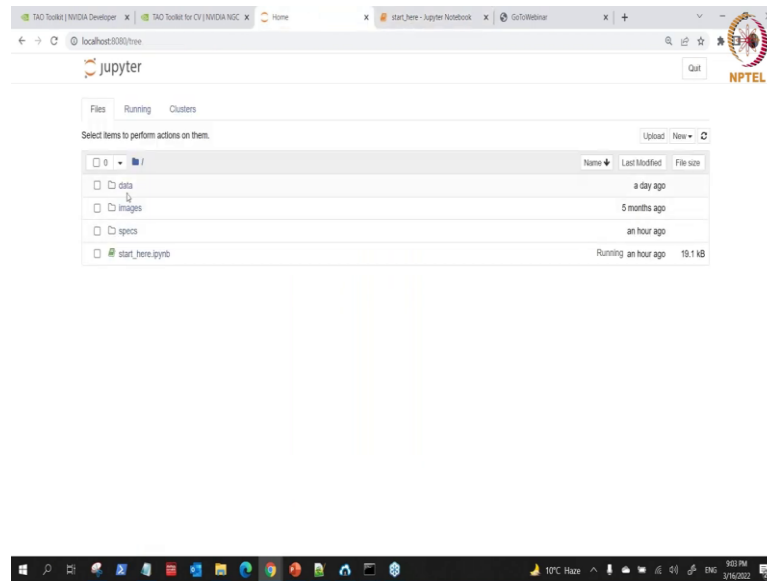 TAO Toolkit | NVIDIA Developer x TAO Toolkit for CV | NVIDIA NGC x Home x start_here - Jupyter Notebook x GoToWebinar x +
localhost:8080/tree
jupyter Quit
NPTEL
Files Running Clusters
Select items to perform actions on them. Upload New
0 / Name Last Modified File size
data a day ago
images 5 months ago
specs an hour ago
start_here.ipynb Running an hour ago 19.1 kB
10°C Haze ENG 9:03 PM
3/16/2022